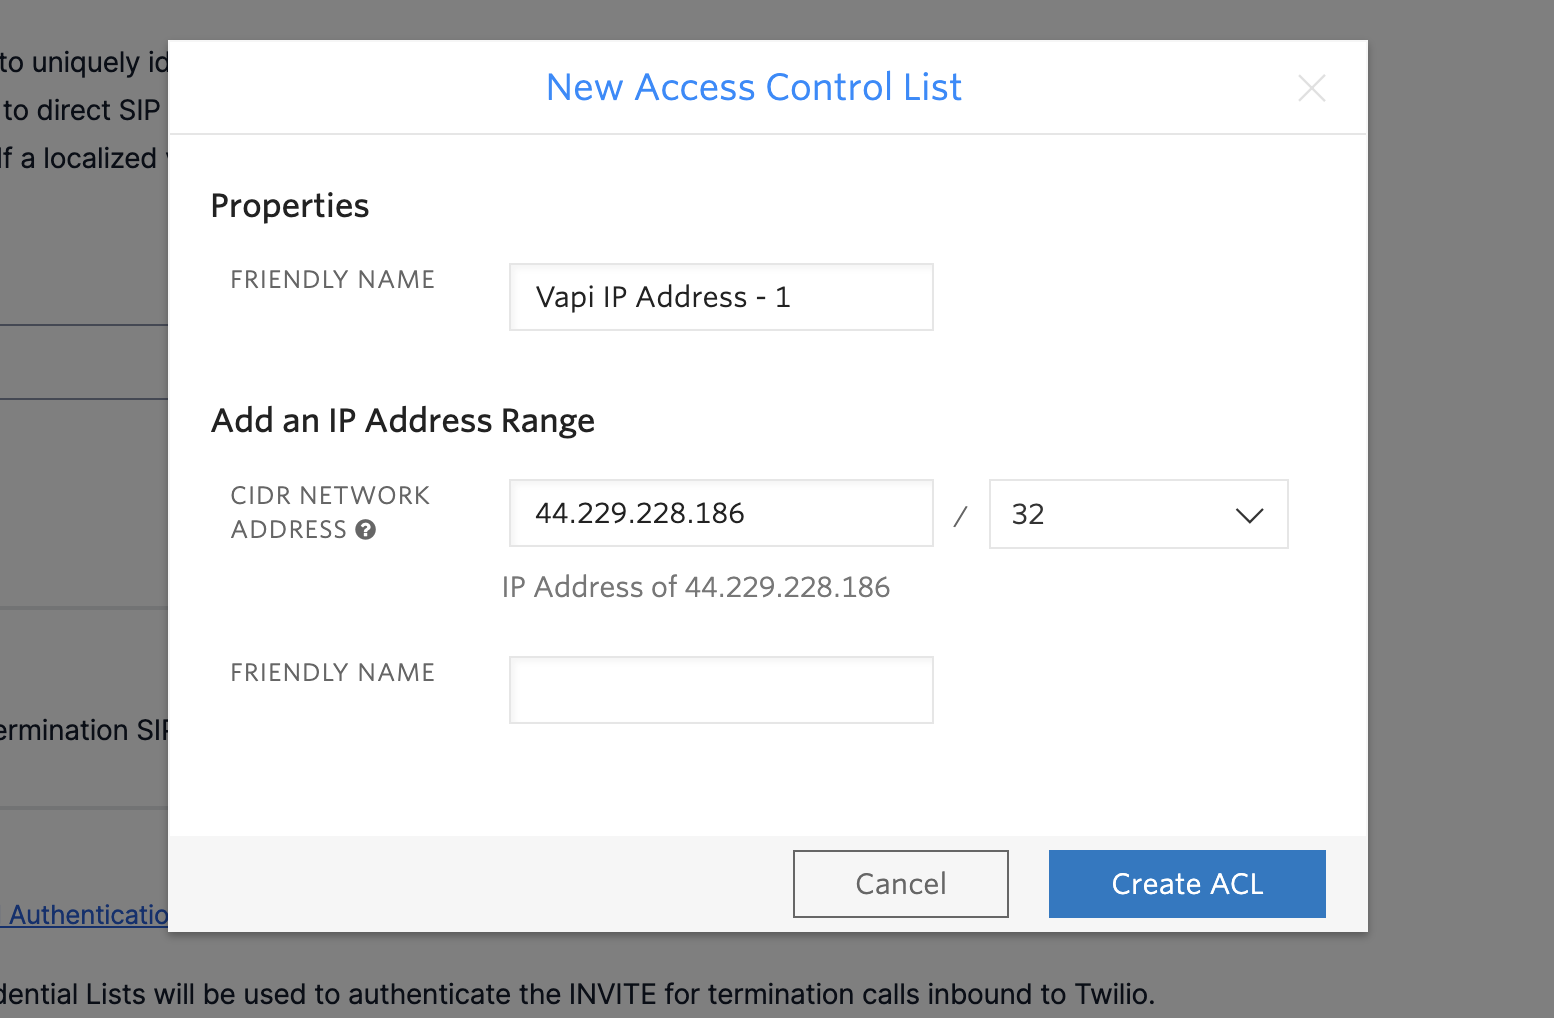 to uniquely id
to direct SIP
If a localized
New Access Control List
Properties
FRIENDLY NAME
Vapi IP Address - 1
Add an IP Address Range
CIDR NETWORK
ADDRESS ?
44.229.228.186
/
32
IP Address of 44.229.228.186
FRIENDLY NAME
ermination SIP
Cancel
Create ACL
Authenticatio
dential Lists will be used to authenticate the INVITE for termination calls inbound to Twilio.